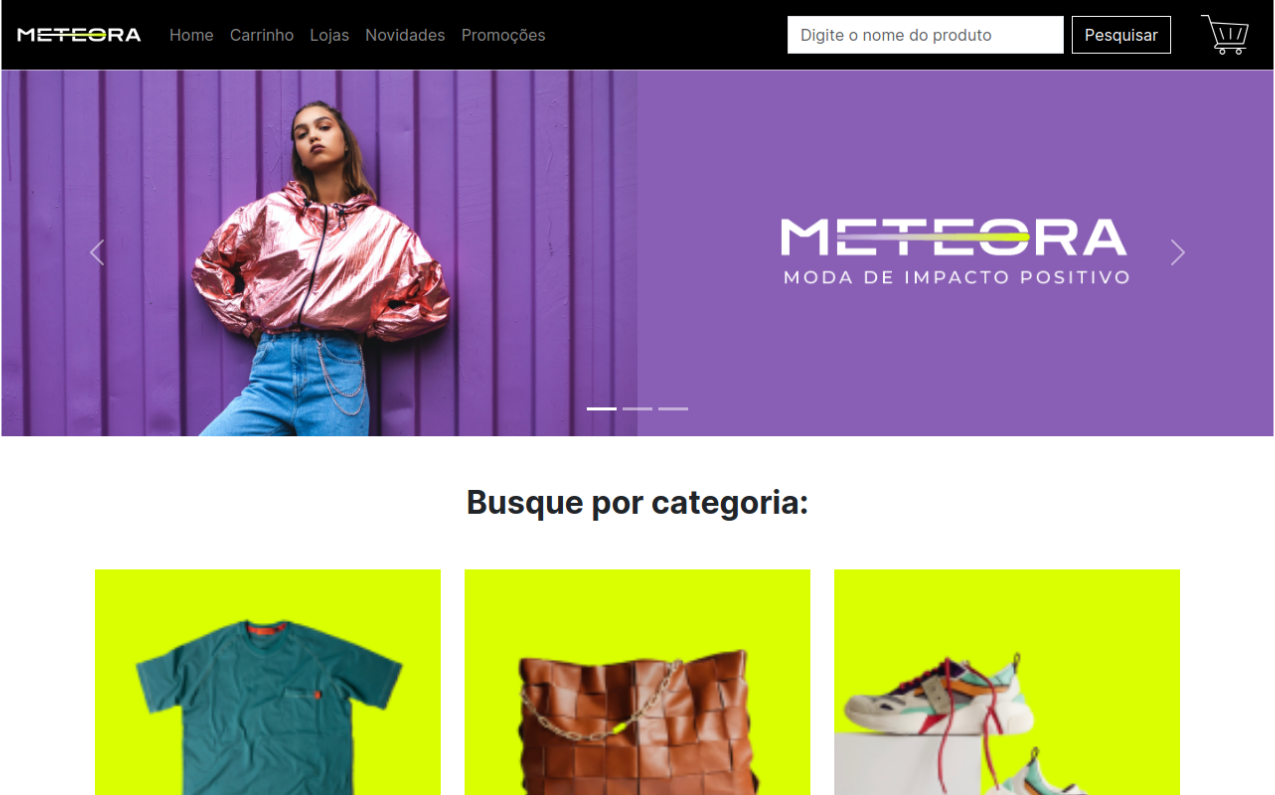 METEORA Home Carrinho Lojas Novidades Promoções Digite o nome do produto Pesquisar
METEORA
MODA DE IMPACTO POSITIVO
Busque por categoria: